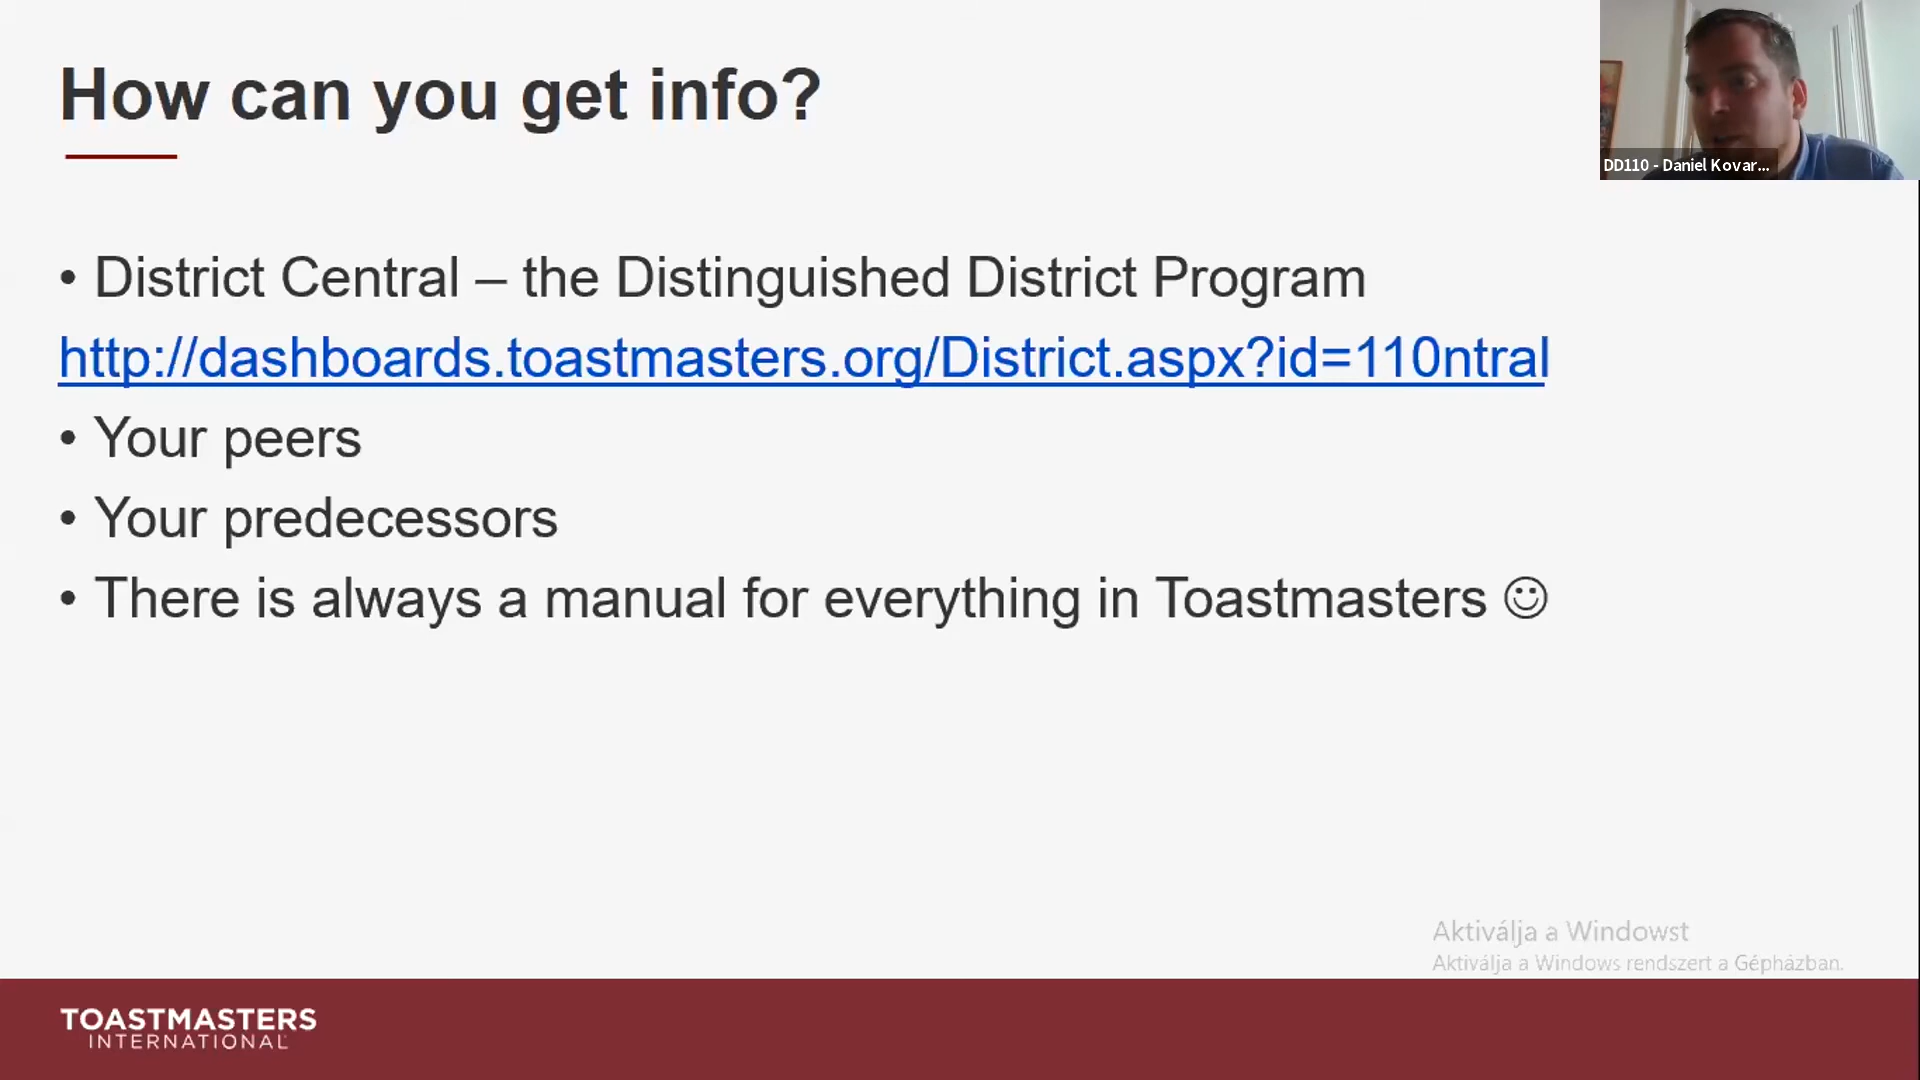 How can you get info?
DD110 - Daniel Kovar...
• District Central – the Distinguished District Program
http://dashboards.toastmasters.org/District.aspx?id=110ntral
• Your peers
• Your predecessors
• There is always a manual for everything in Toastmasters ☺
Aktiválja a Windowst
Aktiválja a Windows rendszert a Gépházban.
TOASTMASTERS
INTERNATIONAL